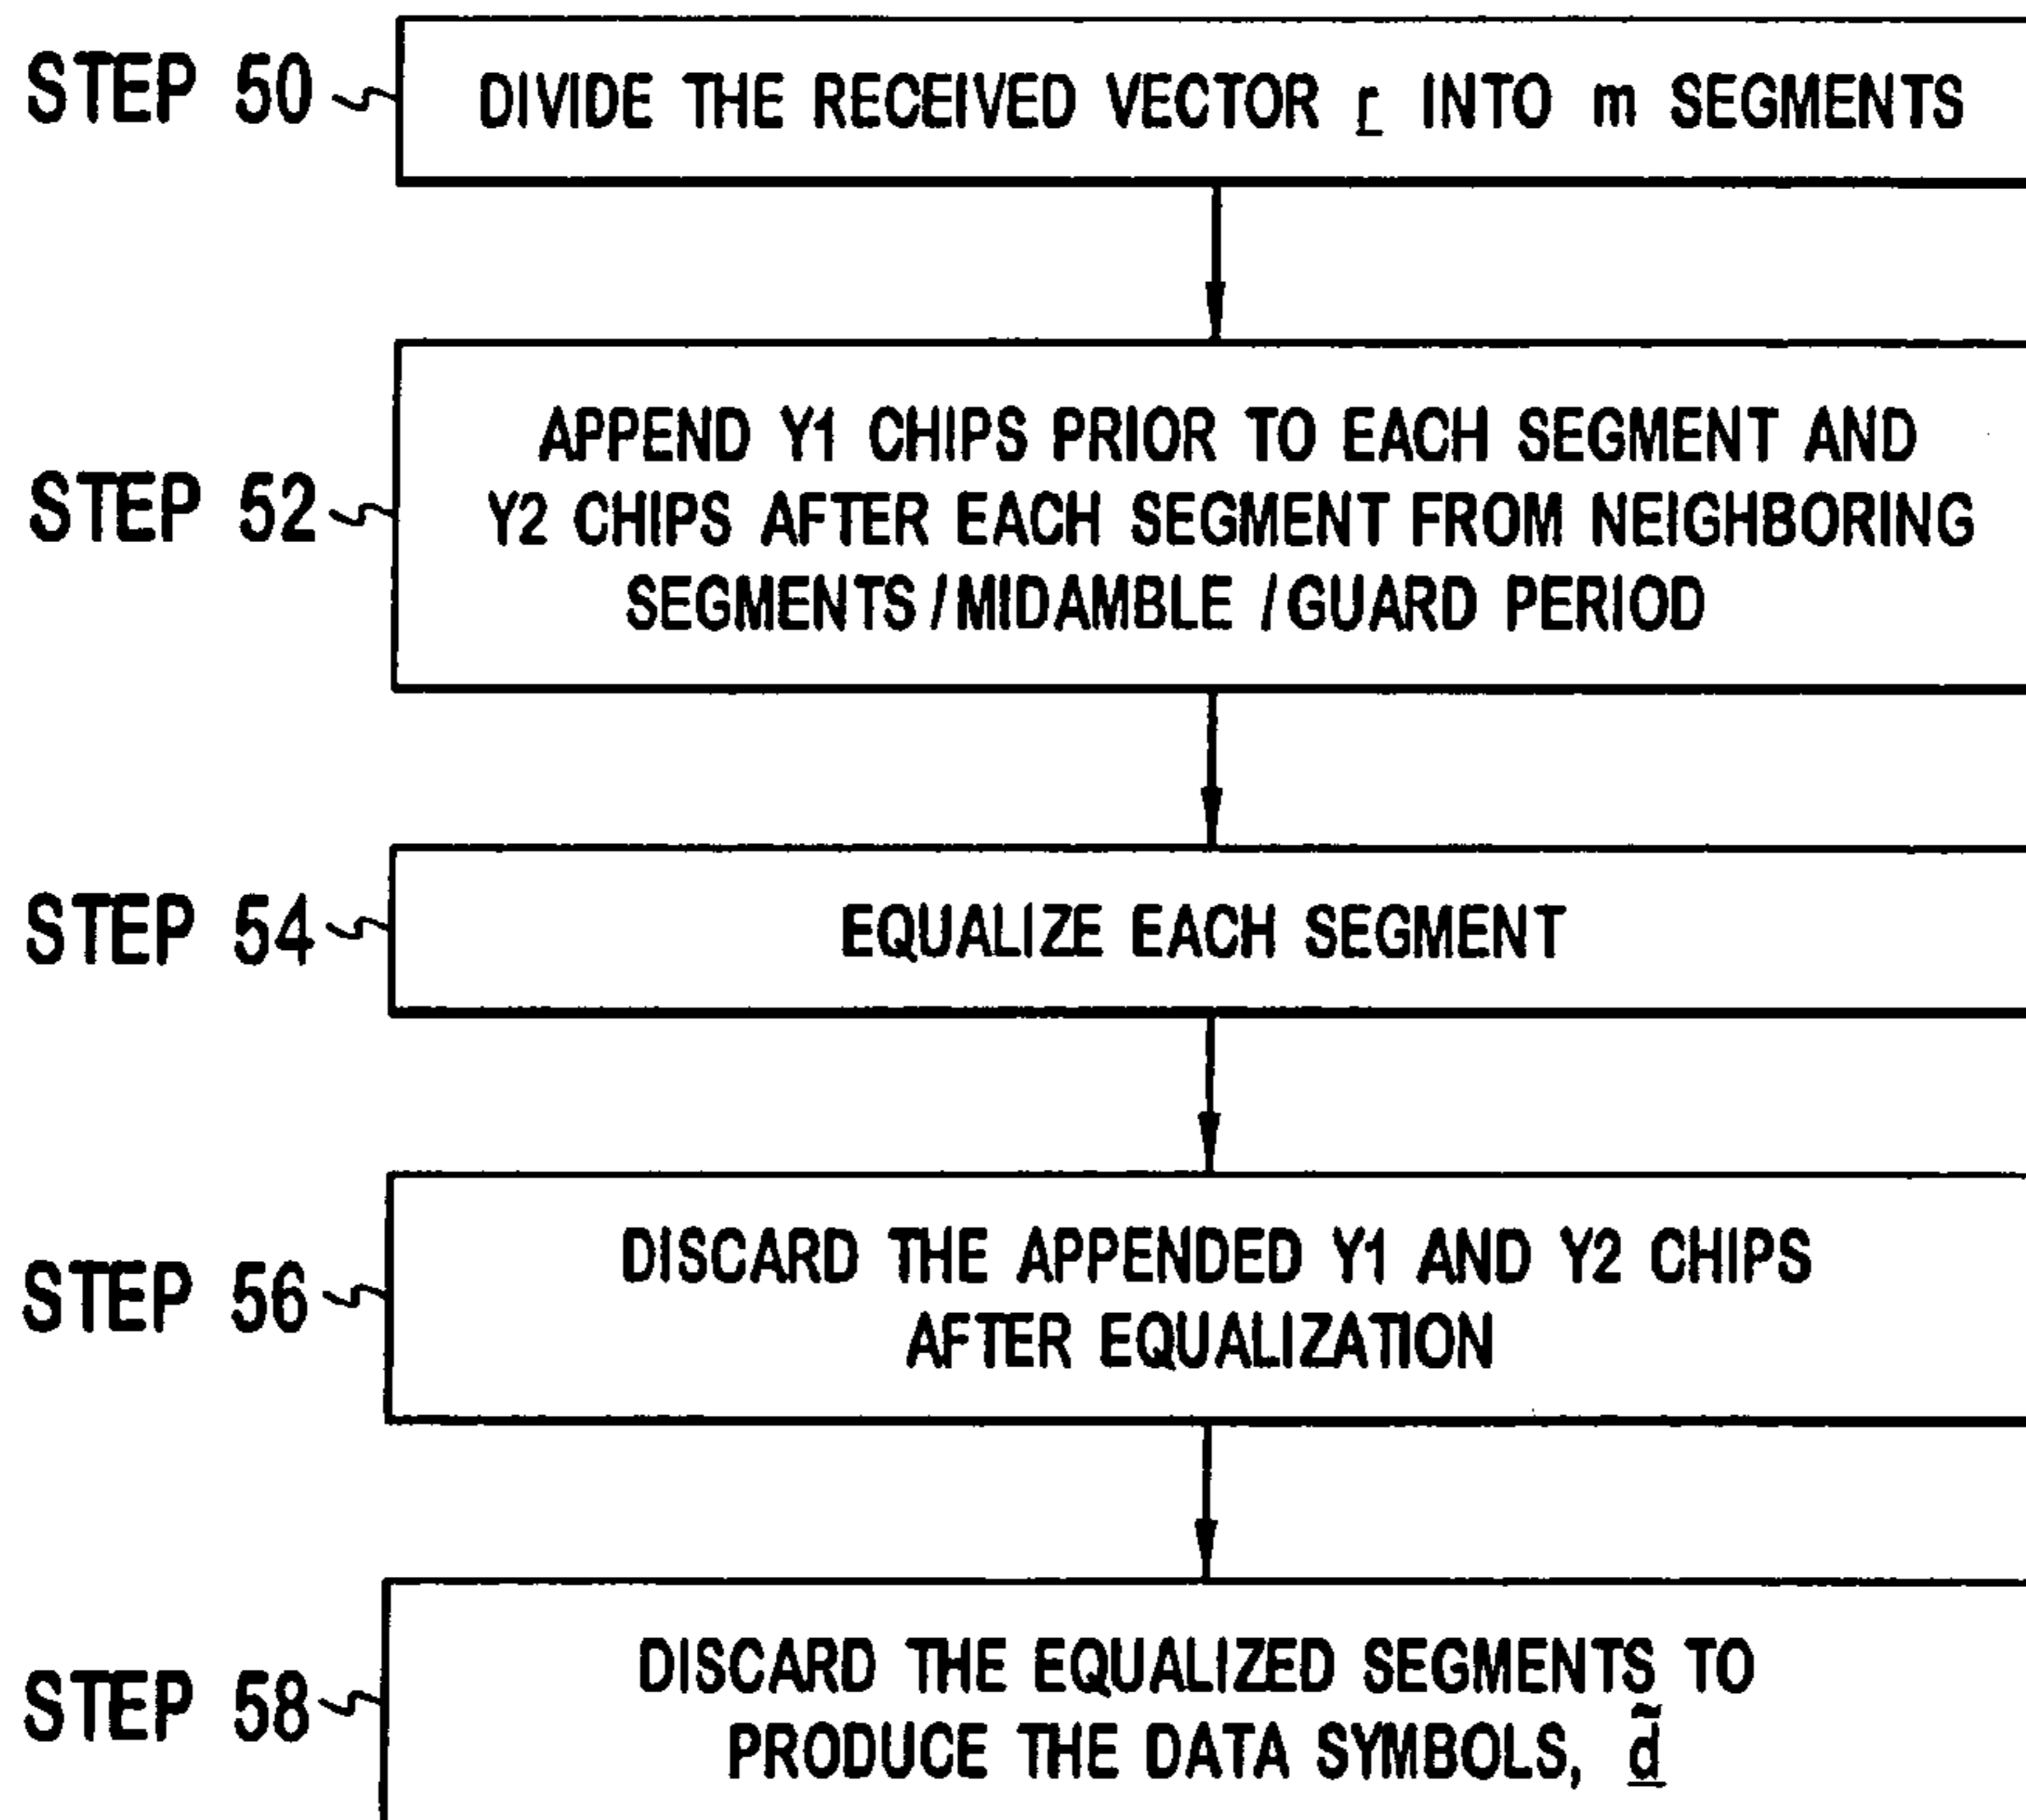 STEP 50
DIVIDE THE RECEIVED VECTOR r INTO m SEGMENTS
STEP 52
APPEND Y1 CHIPS PRIOR TO EACH SEGMENT AND
Y2 CHIPS AFTER EACH SEGMENT FROM NEIGHBORING
SEGMENTS/MIDAMBLE/GUARD PERIOD
STEP 54
EQUALIZE EACH SEGMENT
STEP 56
DISCARD THE APPENDED Y1 AND Y2 CHIPS
AFTER EQUALIZATION
STEP 58
DISCARD THE EQUALIZED SEGMENTS TO
PRODUCE THE DATA SYMBOLS, d̲̃